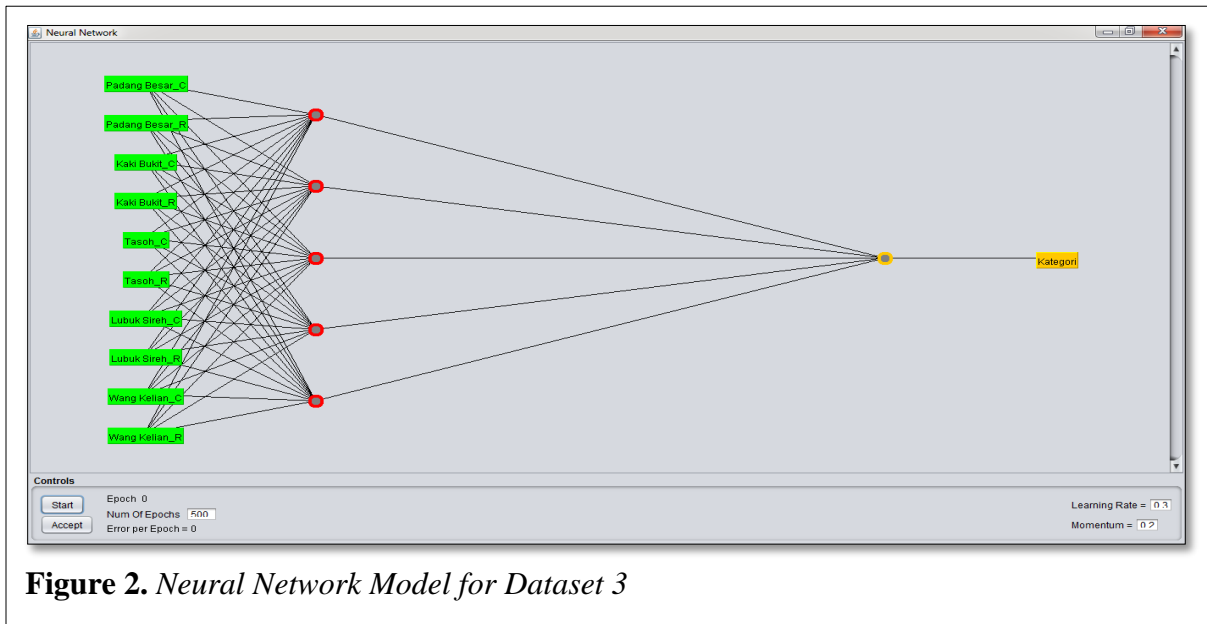 Neural Network
Padang Besar_C
Padang Besar_R
Kaki Bukit_C
Kaki Bukit_R
Tasoh_C
Tasoh_R
Lubuk Sireh_C
Lubuk Sireh_R
Wang Kelian_C
Wang Kelian_R
Kategori
Controls
Start
Accept
Epoch 0
Num Of Epochs 500
Error per Epoch = 0
Learning Rate = 0.3
Momentum = 0.2
Figure 2. Neural Network Model for Dataset 3